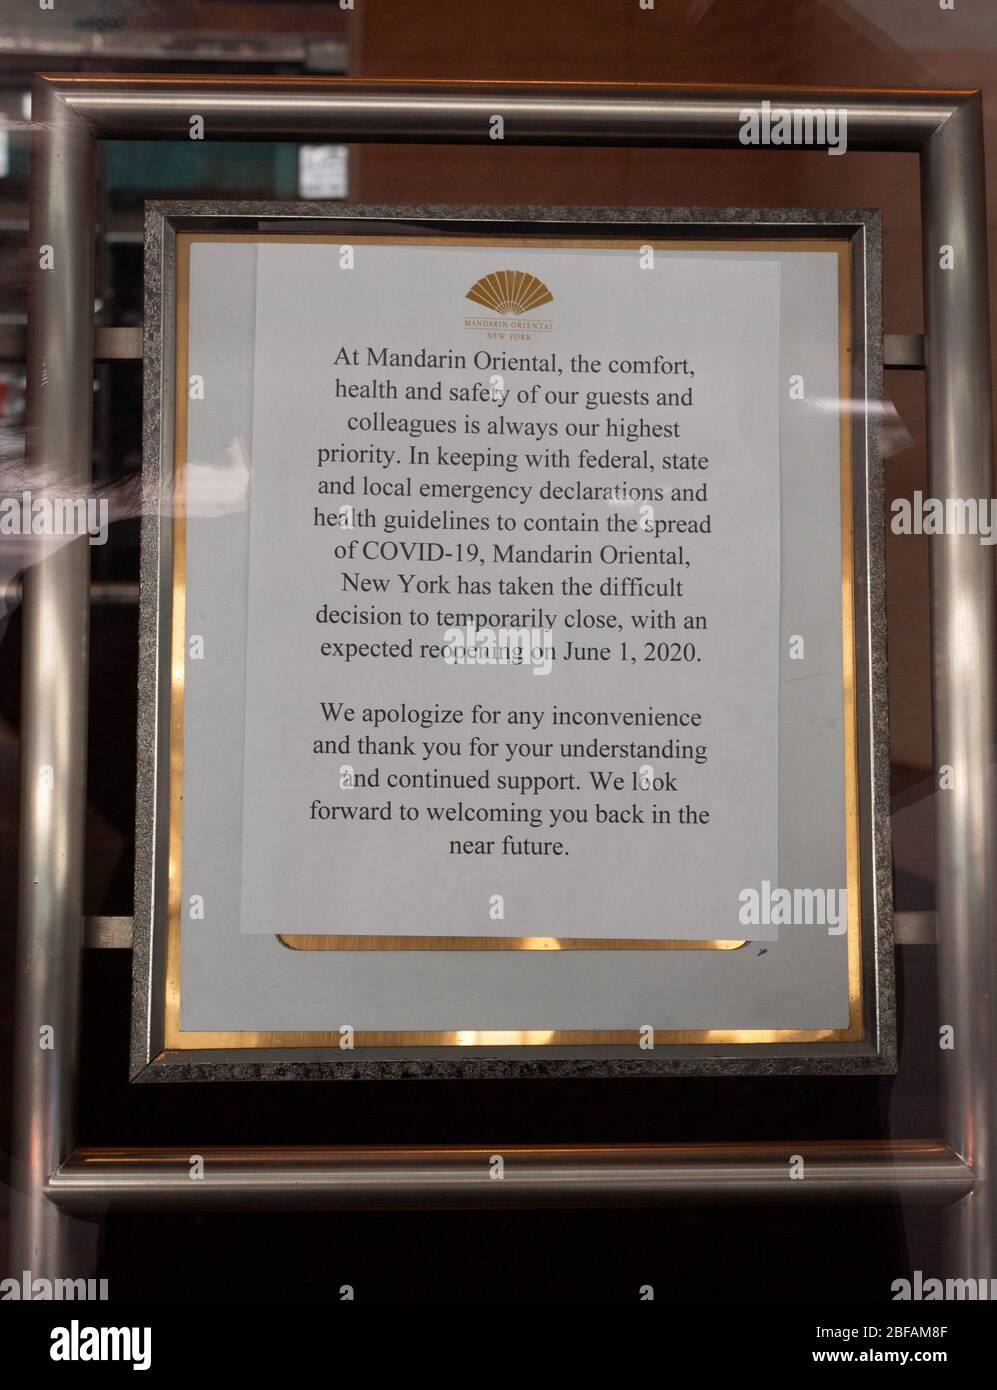 MANDARIN ORIENTAL
NEW YORK
At Mandarin Oriental, the comfort,
health and safety of our guests and
colleagues is always our highest
priority. In keeping with federal, state
and local emergency declarations and
health guidelines to contain the spread
of COVID-19, Mandarin Oriental,
New York has taken the difficult
decision to temporarily close, with an
expected reopening on June 1, 2020.
We apologize for any inconvenience
and thank you for your understanding
and continued support. We look
forward to welcoming you back in the
near future.
alamy
alamy
alamy
alamy
alamy
alamy
alamy
a alamy
Image ID: 2BFAM8F
www.alamy.com